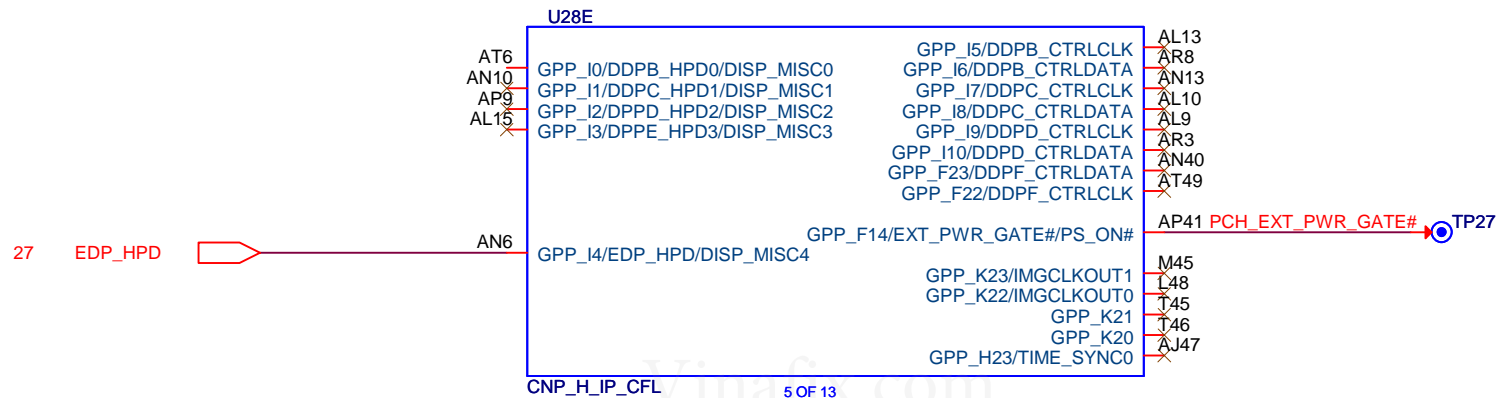 U28E
AT6 GPP_I0/DDPB_HPD0/DISP_MISC0
AN10 GPP_I1/DDPC_HPD1/DISP_MISC1
AP9 GPP_I2/DPPD_HPD2/DISP_MISC2
AL15 GPP_I3/DPPE_HPD3/DISP_MISC3
27 EDP_HPD AN6 GPP_I4/EDP_HPD/DISP_MISC4
GPP_I5/DDPB_CTRLCLK AL13
GPP_I6/DDPB_CTRLDATA AR8
GPP_I7/DDPC_CTRLCLK AN13
GPP_I8/DDPC_CTRLDATA AL10
GPP_I9/DDPD_CTRLCLK AL9
GPP_I10/DDPD_CTRLDATA AR3
GPP_F23/DDPF_CTRLDATA AN40
GPP_F22/DDPF_CTRLCLK AT49
GPP_F14/EXT_PWR_GATE#/PS_ON# AP41 PCH_EXT_PWR_GATE# TP27
GPP_K23/IMGCLKOUT1 M45
GPP_K22/IMGCLKOUT0 L48
GPP_K21 T45
GPP_K20 T46
GPP_H23/TIME_SYNC0 AJ47
CNP_H_IP_CFL
5 OF 13
Vinafix.com